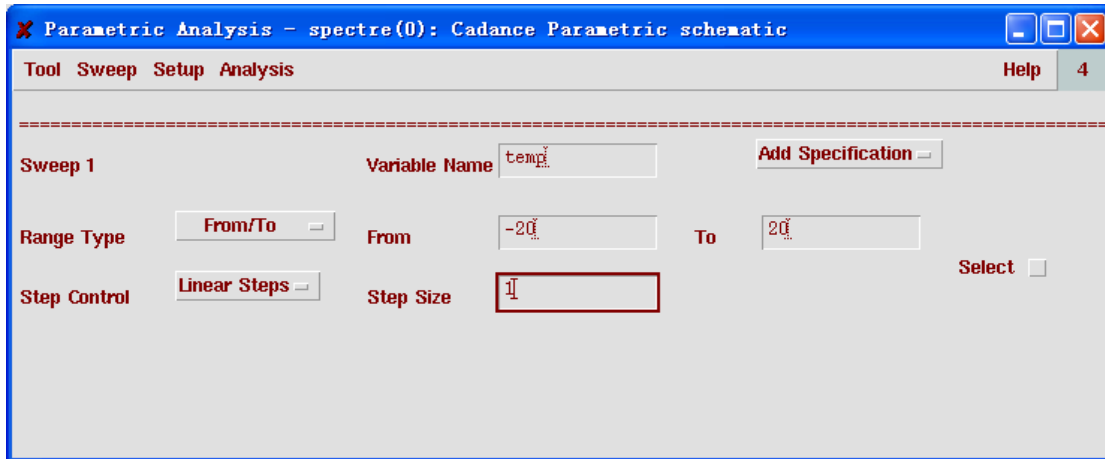 X Parametric Analysis - spectre(0): Cadance Parametric schematic
Tool Sweep Setup Analysis Help 4
Sweep 1 Variable Name temp Add Specification
Range Type From/To From -20 To 20
Select
Step Control Linear Steps Step Size 1